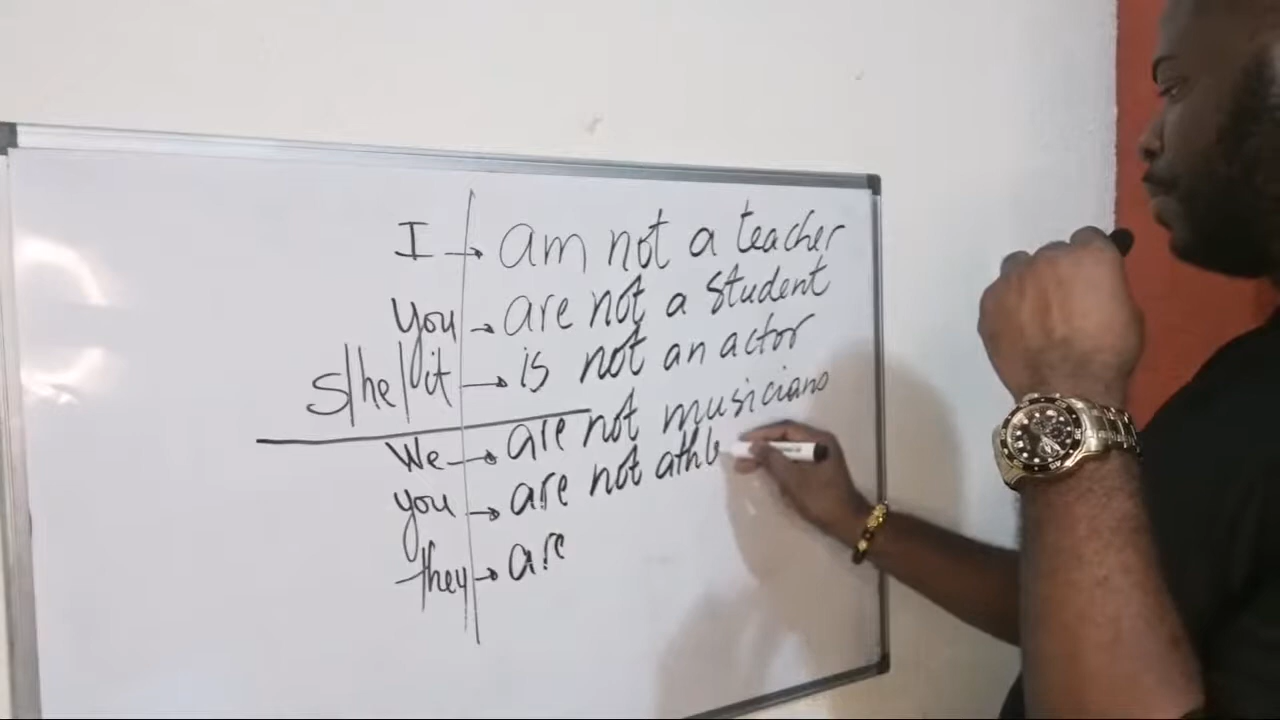 I → am not a teacher
You → are not a student
S/he/it → is not an actor
We → are not musicians
you → are not athle
they → are